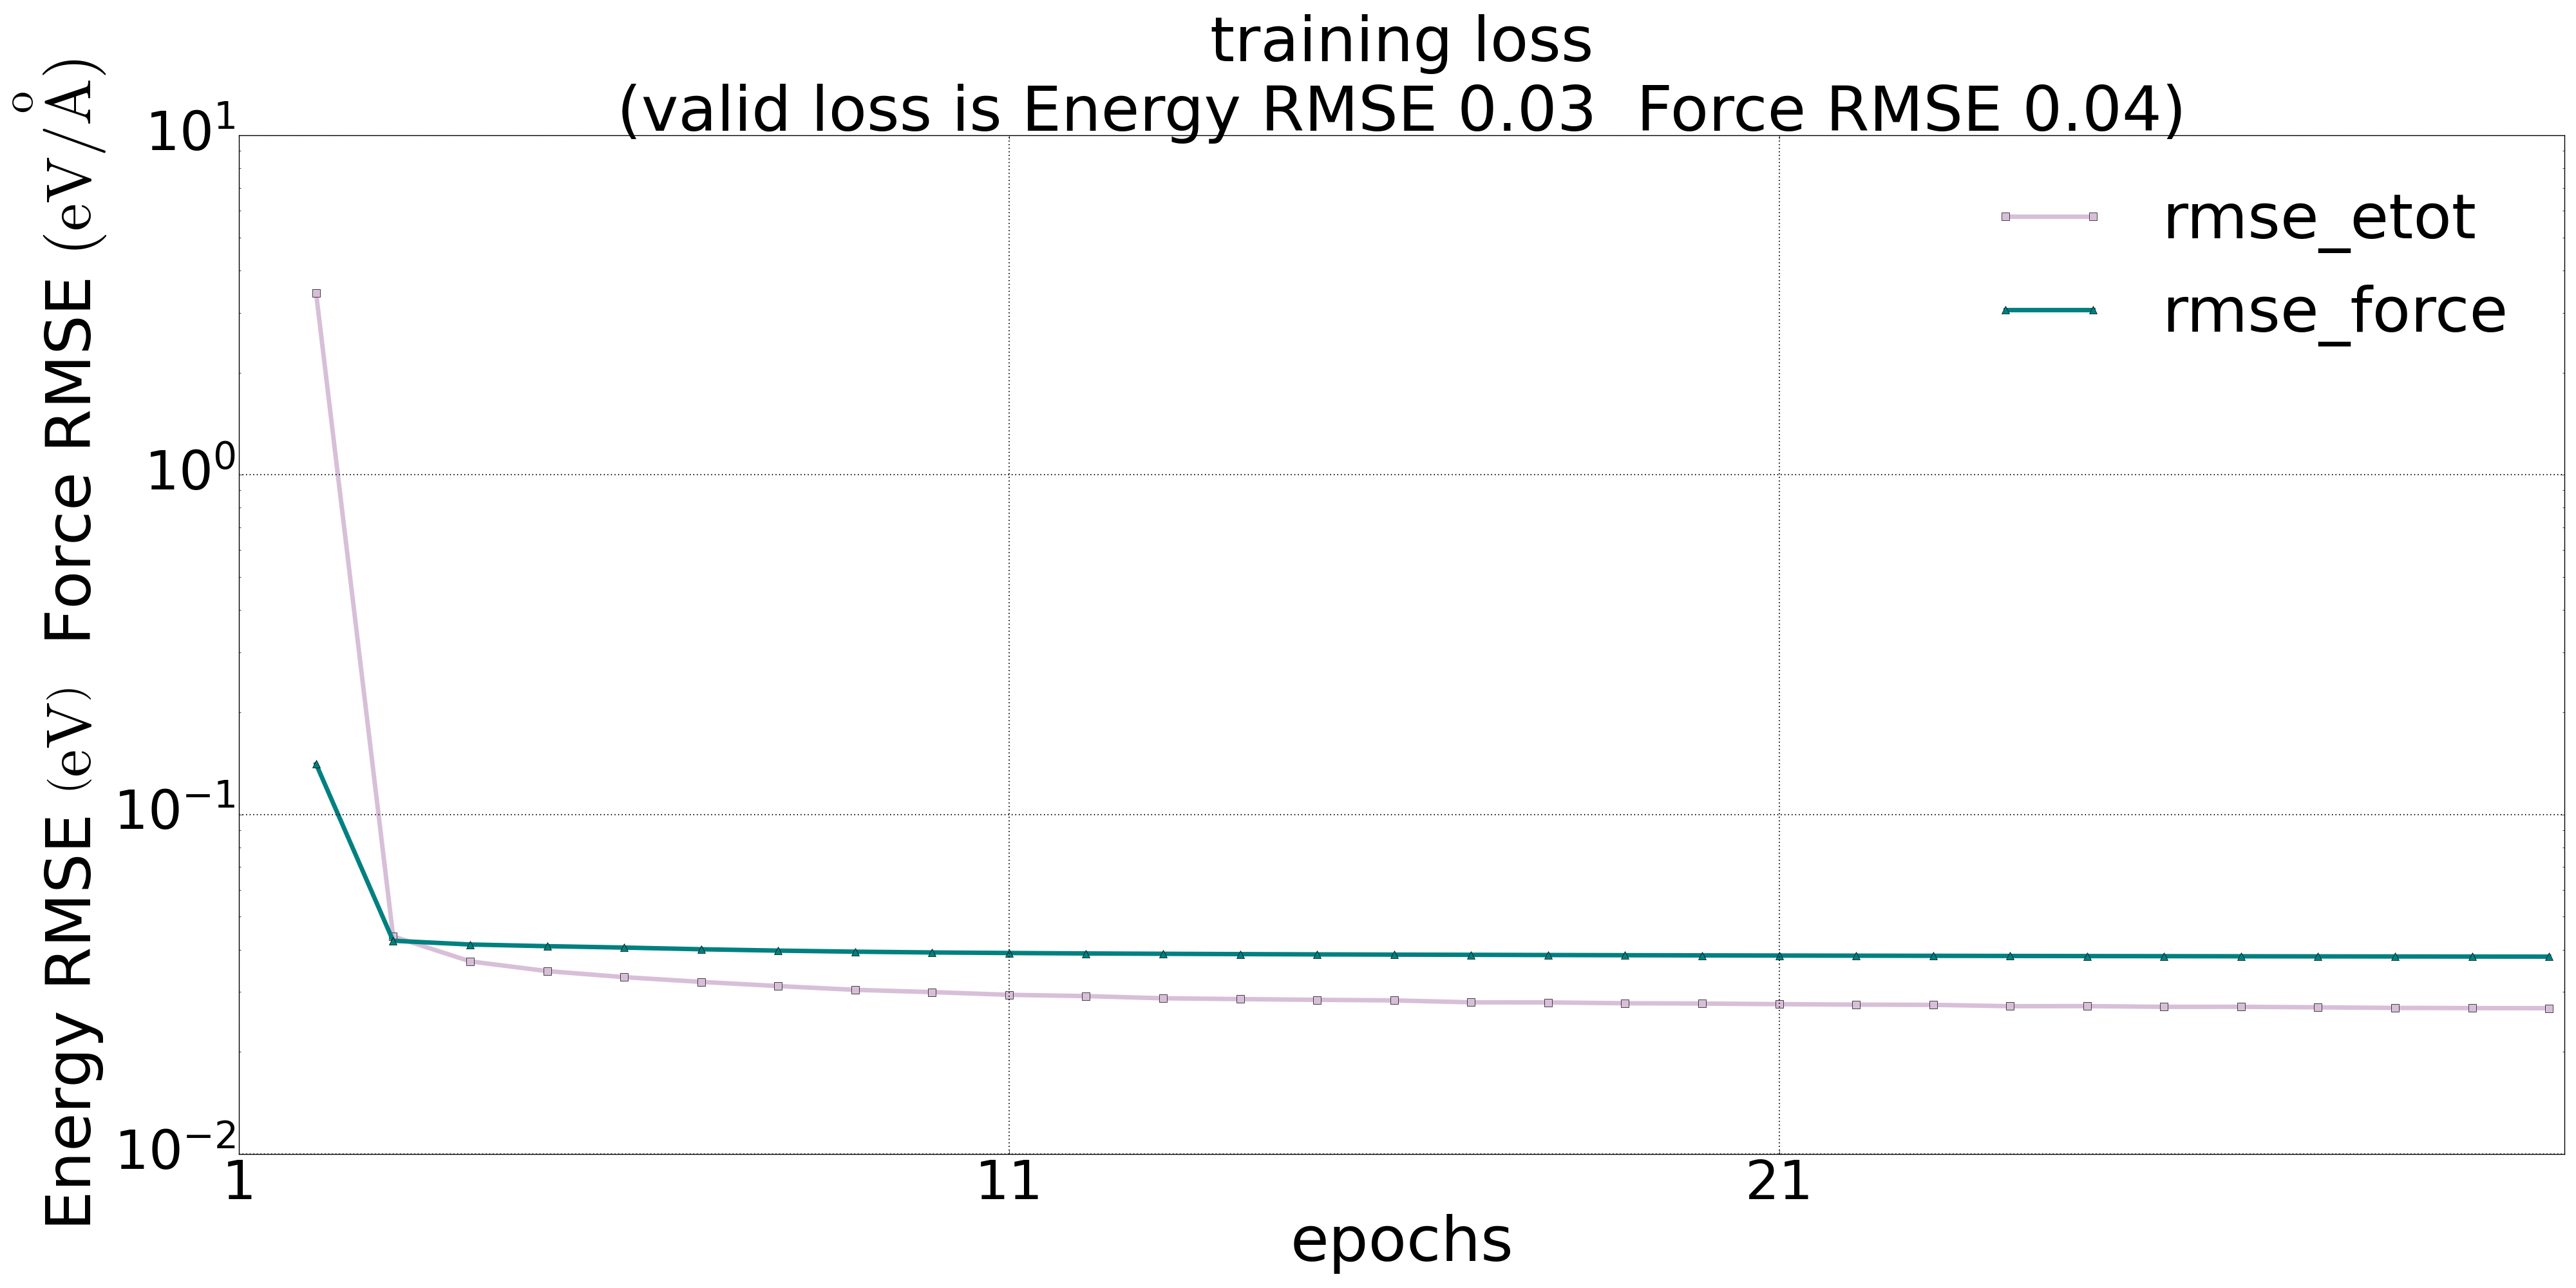 training loss
(valid loss is Energy RMSE 0.03  Force RMSE 0.04)
Energy RMSE (eV)  Force RMSE (eV/Å)
10¹
10⁰
10⁻¹
10⁻²
rmse_etot
rmse_force
1 11 21
epochs